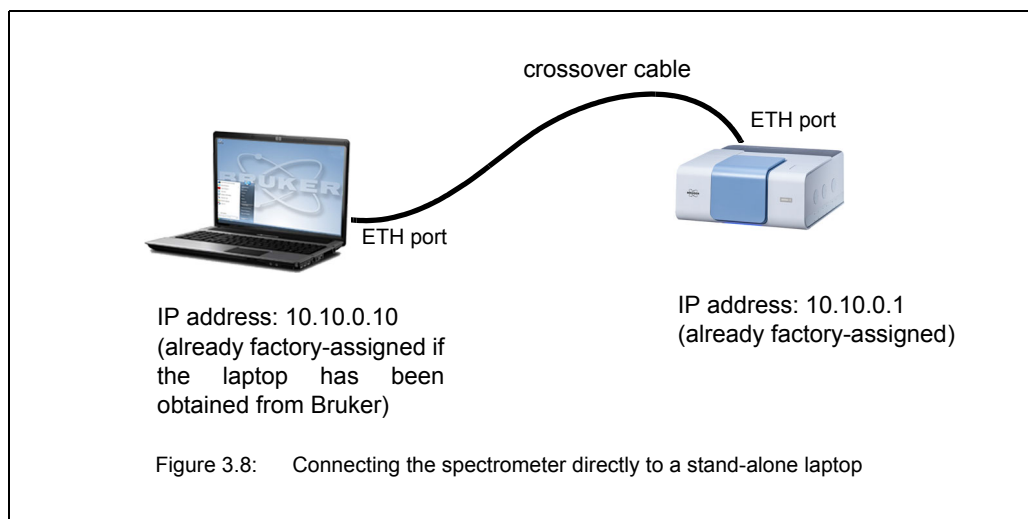 crossover cable
ETH port
BRUKER
ETH port
IP address: 10.10.0.10
(already factory-assigned if
the laptop has been
obtained from Bruker)
IP address: 10.10.0.1
(already factory-assigned)
Figure 3.8: Connecting the spectrometer directly to a stand-alone laptop